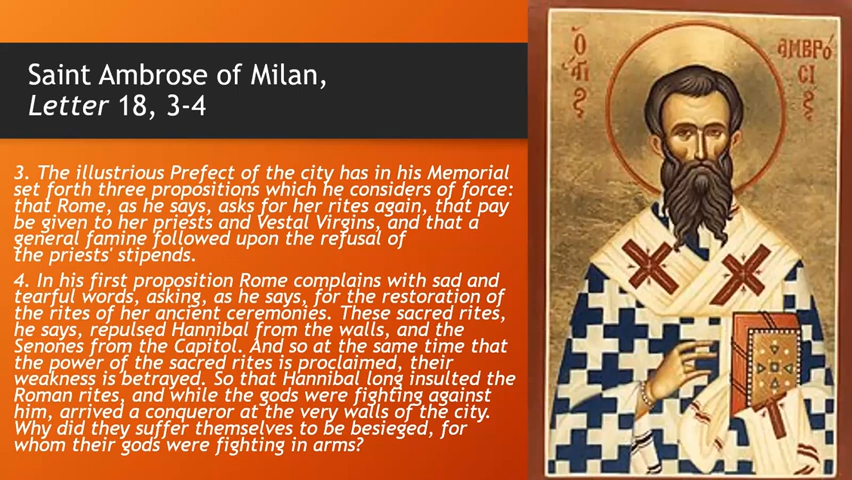 Saint Ambrose of Milan,
Letter 18, 3-4
3. The illustrious Prefect of the city has in his Memorial
set forth three propositions which he considers of force:
that Rome, as he says, asks for her rites again, that pay
be given to her priests and Vestal Virgins, and that a
general famine followed upon the refusal of
the priests' stipends.
4. In his first proposition Rome complains with sad and
tearful words, asking, as he says, for the restoration of
the rites of her ancient ceremonies. These sacred rites,
he says, repulsed Hannibal from the walls, and the
Senones from the Capitol. And so at the same time that
the power of the sacred rites is proclaimed, their
weakness is betrayed. So that Hannibal long insulted the
Roman rites, and while the gods were fighting against
him, arrived a conqueror at the very walls of the city.
Why did they suffer themselves to be besieged, for
whom their gods were fighting in arms?
ΑΜΒΡΌ
СΙ